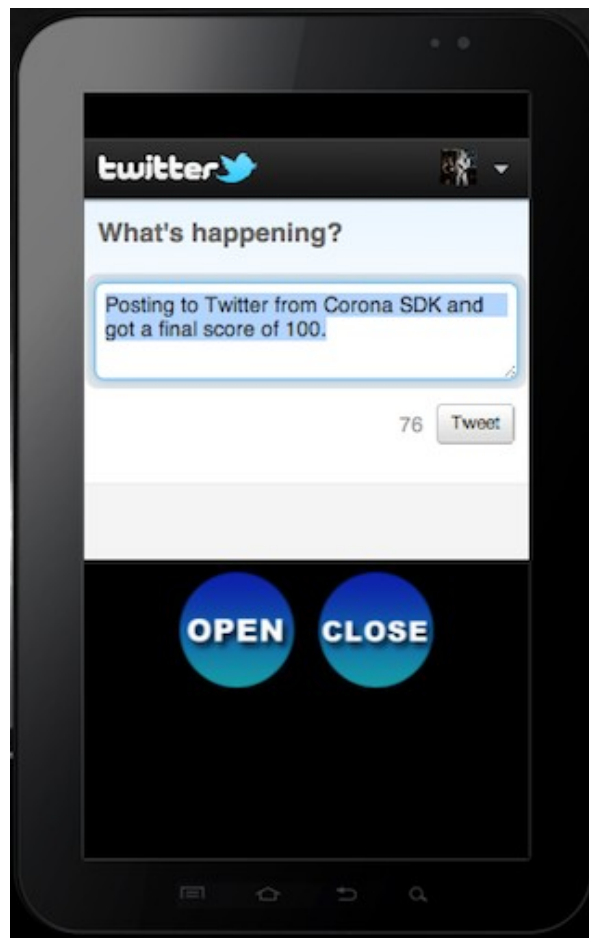 twitter
What's happening?
Posting to Twitter from Corona SDK and
got a final score of 100.
76 Tweet
OPEN CLOSE